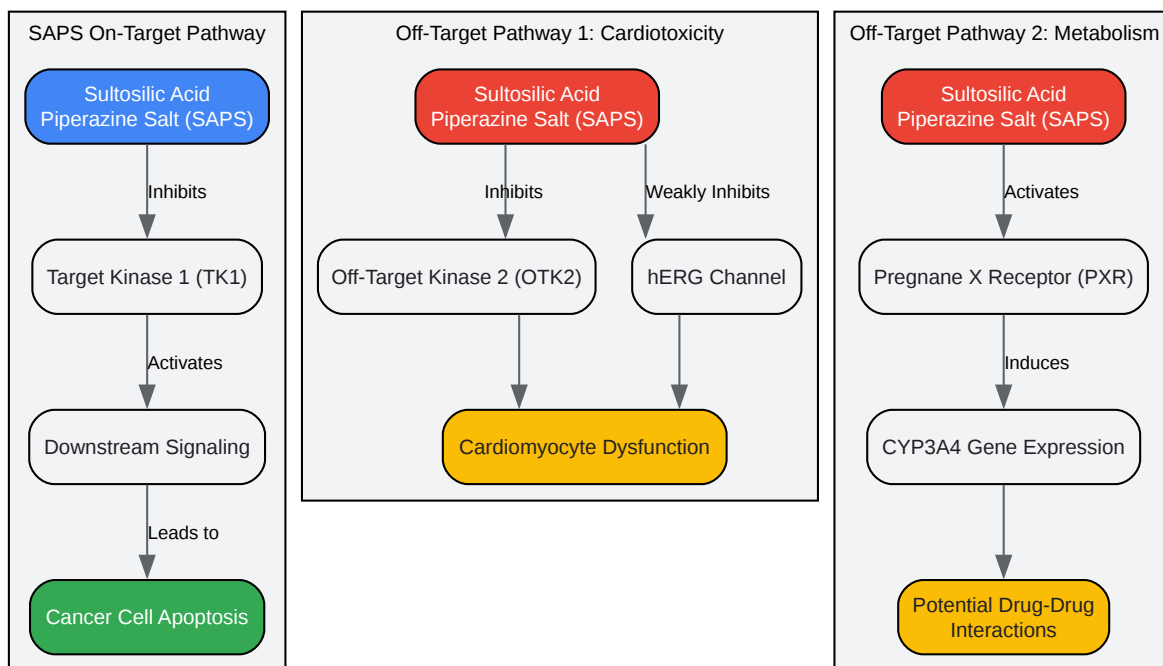 SAPS On-Target Pathway
Sultosilic Acid
Piperazine Salt (SAPS)
Inhibits
Target Kinase 1 (TK1)
Activates
Downstream Signaling
Leads to
Cancer Cell Apoptosis
Off-Target Pathway 1: Cardiotoxicity
Sultosilic Acid
Piperazine Salt (SAPS)
Inhibits
Weakly Inhibits
Off-Target Kinase 2 (OTK2)
hERG Channel
Cardiomyocyte Dysfunction
Off-Target Pathway 2: Metabolism
Sultosilic Acid
Piperazine Salt (SAPS)
Activates
Pregnane X Receptor (PXR)
Induces
CYP3A4 Gene Expression
Potential Drug-Drug
Interactions